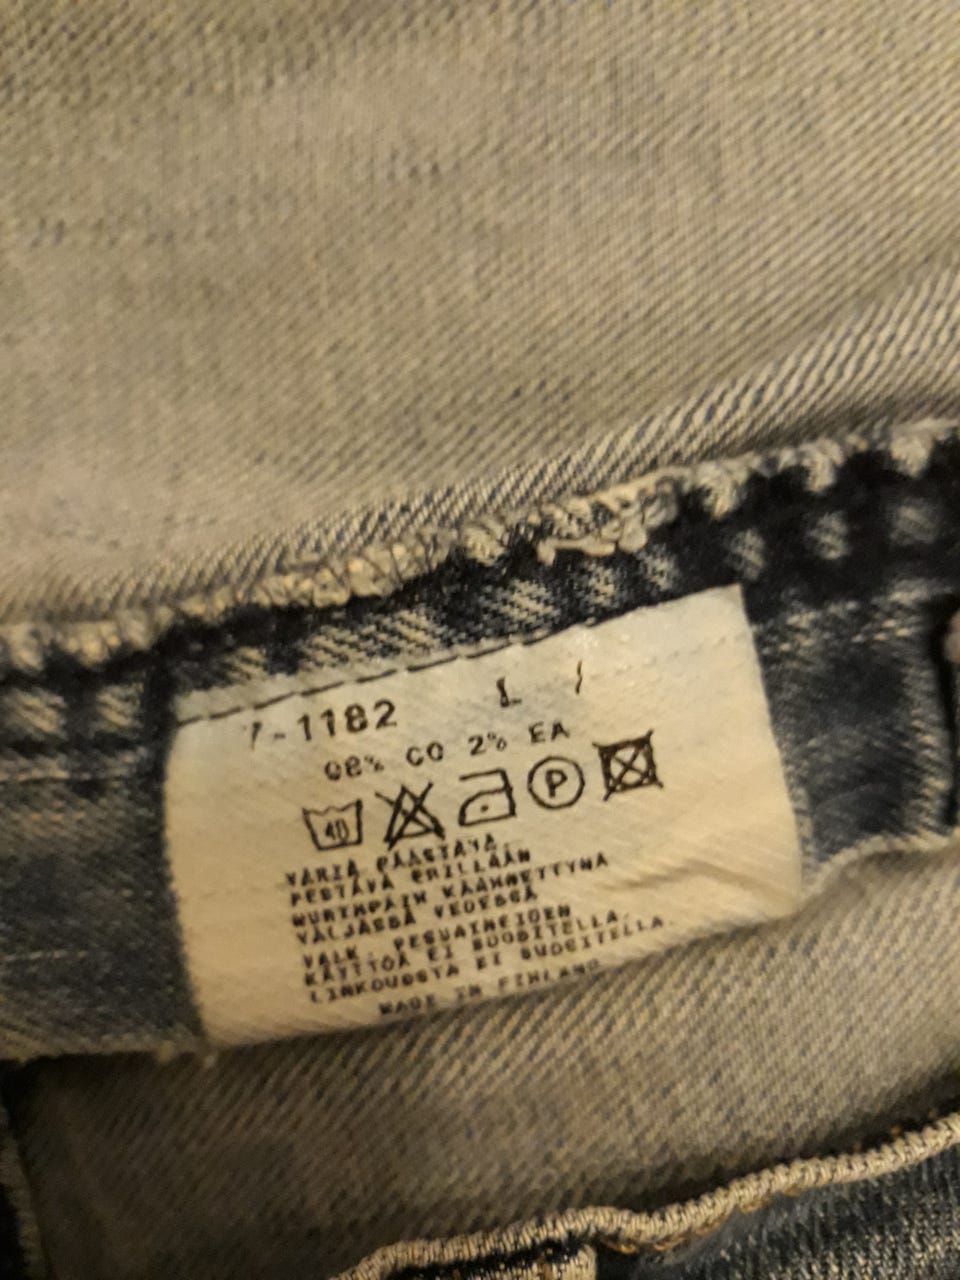 7-1182 L
98% CO 2% EA
40 P
VÄRIÄ PÄÄSTÄVÄ.
PESTÄVÄ ERILLÄÄN
NURINPÄIN KÄÄNNETTYNÄ
VÄLJÄSSÄ VEDESSÄ
VALK. PESUAINEIDEN
KÄYTTÖÄ EI SUOSITELLA.
LINKOUSTA EI SUOSITELLA.
MADE IN FINLAND